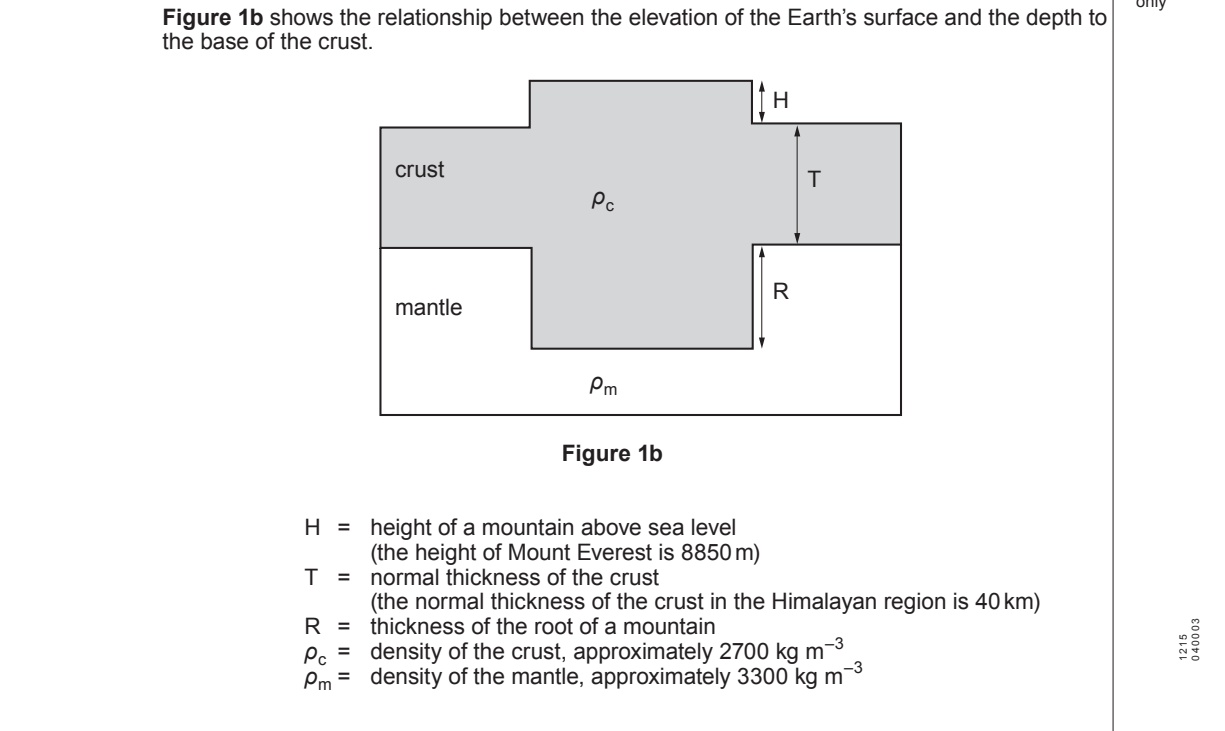 only
Figure 1b shows the relationship between the elevation of the Earth's surface and the depth to
the base of the crust.
H
crust
T
ρc
R
mantle
ρm
Figure 1b
H = height of a mountain above sea level
(the height of Mount Everest is 8850 m)
T = normal thickness of the crust
(the normal thickness of the crust in the Himalayan region is 40 km)
R = thickness of the root of a mountain
ρc = density of the crust, approximately 2700 kg m⁻³
ρm = density of the mantle, approximately 3300 kg m⁻³
1215
040003